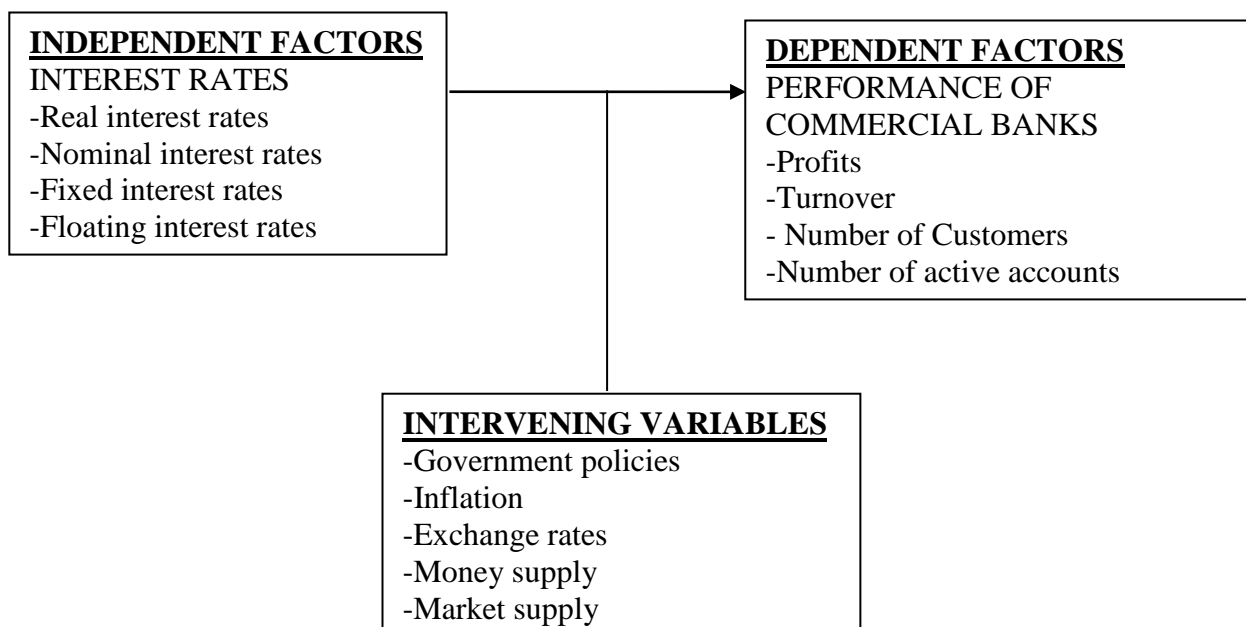 INDEPENDENT FACTORS
INTEREST RATES
-Real interest rates
-Nominal interest rates
-Fixed interest rates
-Floating interest rates
DEPENDENT FACTORS
PERFORMANCE OF
COMMERCIAL BANKS
-Profits
-Turnover
- Number of Customers
-Number of active accounts
INTERVENING VARIABLES
-Government policies
-Inflation
-Exchange rates
-Money supply
-Market supply